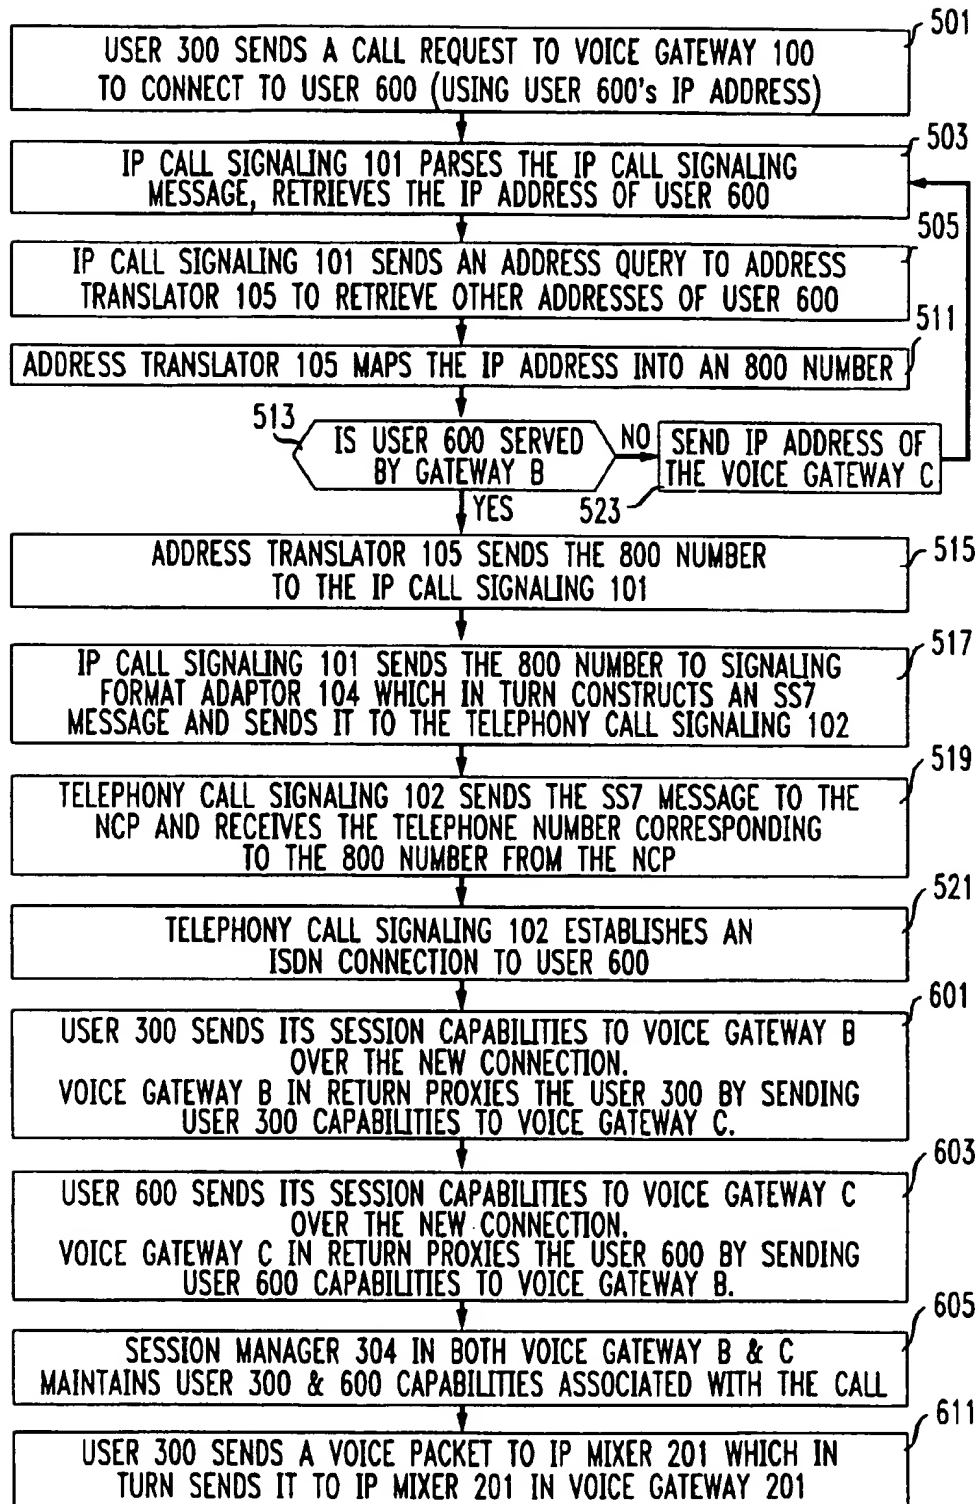 501
USER 300 SENDS A CALL REQUEST TO VOICE GATEWAY 100
TO CONNECT TO USER 600 (USING USER 600's IP ADDRESS)
503
IP CALL SIGNALING 101 PARSES THE IP CALL SIGNALING
MESSAGE, RETRIEVES THE IP ADDRESS OF USER 600
505
IP CALL SIGNALING 101 SENDS AN ADDRESS QUERY TO ADDRESS
TRANSLATOR 105 TO RETRIEVE OTHER ADDRESSES OF USER 600
511
ADDRESS TRANSLATOR 105 MAPS THE IP ADDRESS INTO AN 800 NUMBER
513
IS USER 600 SERVED
BY GATEWAY B
NO
SEND IP ADDRESS OF
THE VOICE GATEWAY C
YES
523
515
ADDRESS TRANSLATOR 105 SENDS THE 800 NUMBER
TO THE IP CALL SIGNALING 101
517
IP CALL SIGNALING 101 SENDS THE 800 NUMBER TO SIGNALING
FORMAT ADAPTOR 104 WHICH IN TURN CONSTRUCTS AN SS7
MESSAGE AND SENDS IT TO THE TELEPHONY CALL SIGNALING 102
519
TELEPHONY CALL SIGNALING 102 SENDS THE SS7 MESSAGE TO THE
NCP AND RECEIVES THE TELEPHONE NUMBER CORRESPONDING
TO THE 800 NUMBER FROM THE NCP
521
TELEPHONY CALL SIGNALING 102 ESTABLISHES AN
ISDN CONNECTION TO USER 600
601
USER 300 SENDS ITS SESSION CAPABILITIES TO VOICE GATEWAY B
OVER THE NEW CONNECTION.
VOICE GATEWAY B IN RETURN PROXIES THE USER 300 BY SENDING
USER 300 CAPABILITIES TO VOICE GATEWAY C.
603
USER 600 SENDS ITS SESSION CAPABILITIES TO VOICE GATEWAY C
OVER THE NEW CONNECTION.
VOICE GATEWAY C IN RETURN PROXIES THE USER 600 BY SENDING
USER 600 CAPABILITIES TO VOICE GATEWAY B.
605
SESSION MANAGER 304 IN BOTH VOICE GATEWAY B & C
MAINTAINS USER 300 & 600 CAPABILITIES ASSOCIATED WITH THE CALL
611
USER 300 SENDS A VOICE PACKET TO IP MIXER 201 WHICH IN
TURN SENDS IT TO IP MIXER 201 IN VOICE GATEWAY 201